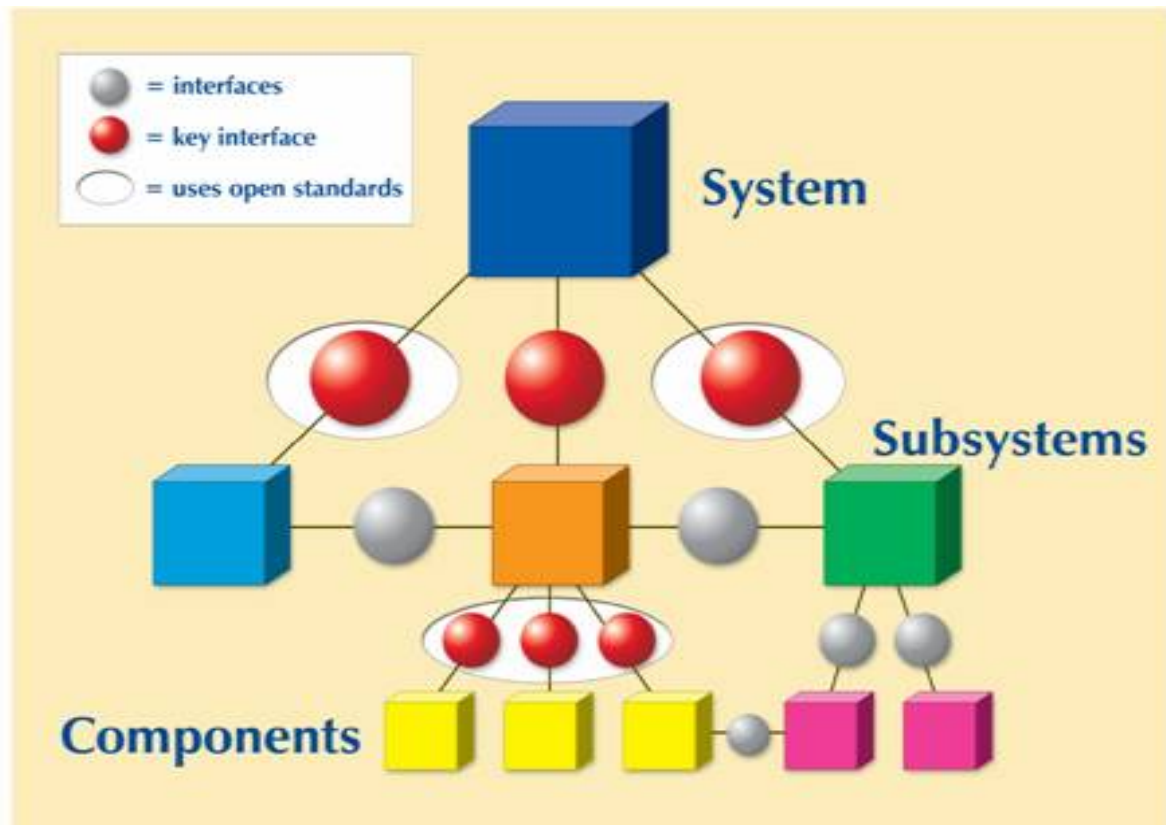 = interfaces
= key interface
= uses open standards
System
Subsystems
Components